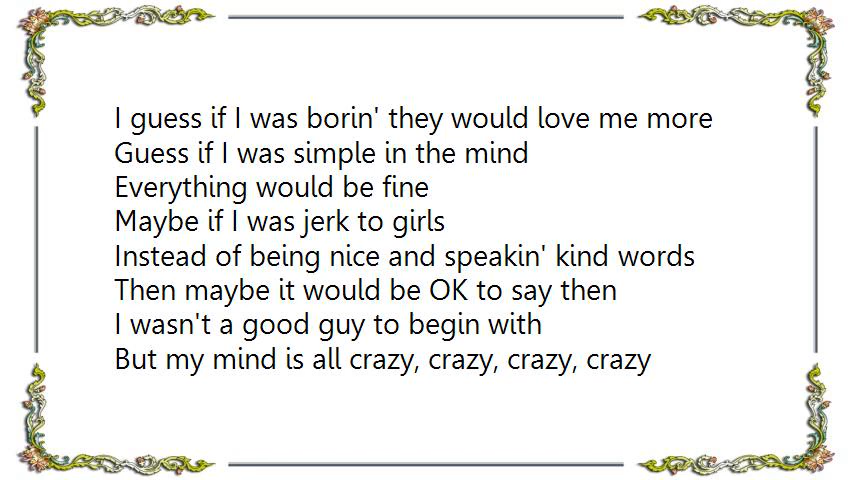 I guess if I was borin' they would love me more
Guess if I was simple in the mind
Everything would be fine
Maybe if I was jerk to girls
Instead of being nice and speakin' kind words
Then maybe it would be OK to say then
I wasn't a good guy to begin with
But my mind is all crazy, crazy, crazy, crazy